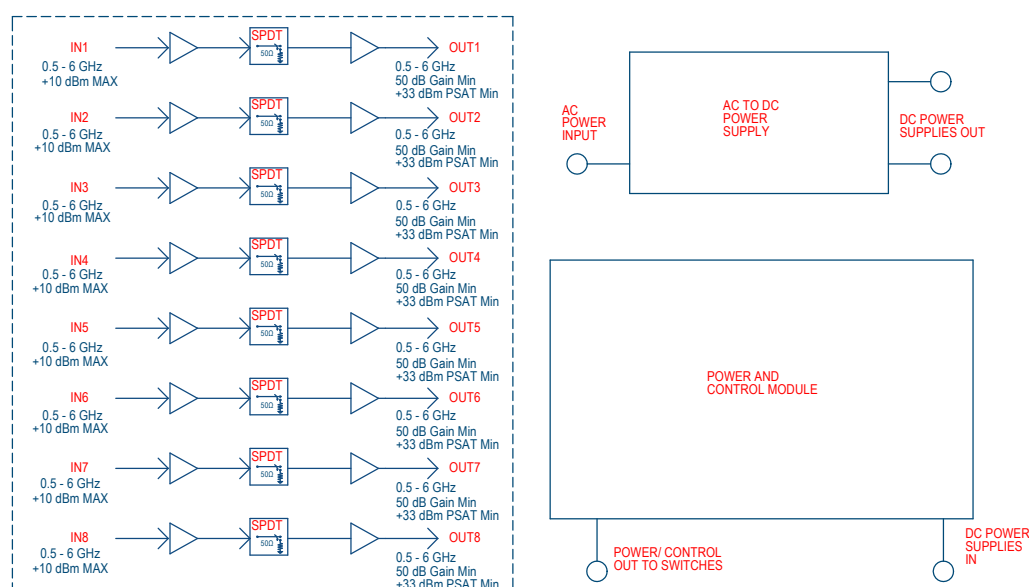 IN1
0.5 - 6 GHz
+10 dBm MAX
SPDT
50Ω
OUT1
0.5 - 6 GHz
50 dB Gain Min
+33 dBm PSAT Min
IN2
0.5 - 6 GHz
+10 dBm MAX
SPDT
50Ω
OUT2
0.5 - 6 GHz
50 dB Gain Min
+33 dBm PSAT Min
IN3
0.5 - 6 GHz
+10 dBm MAX
SPDT
50Ω
OUT3
0.5 - 6 GHz
50 dB Gain Min
+33 dBm PSAT Min
IN4
0.5 - 6 GHz
+10 dBm MAX
SPDT
50Ω
OUT4
0.5 - 6 GHz
50 dB Gain Min
+33 dBm PSAT Min
IN5
0.5 - 6 GHz
+10 dBm MAX
SPDT
50Ω
OUT5
0.5 - 6 GHz
50 dB Gain Min
+33 dBm PSAT Min
IN6
0.5 - 6 GHz
+10 dBm MAX
SPDT
50Ω
OUT6
0.5 - 6 GHz
50 dB Gain Min
+33 dBm PSAT Min
IN7
0.5 - 6 GHz
+10 dBm MAX
SPDT
50Ω
OUT7
0.5 - 6 GHz
50 dB Gain Min
+33 dBm PSAT Min
IN8
0.5 - 6 GHz
+10 dBm MAX
SPDT
50Ω
OUT8
0.5 - 6 GHz
50 dB Gain Min
+33 dBm PSAT Min
AC
POWER
INPUT
AC TO DC
POWER
SUPPLY
DC POWER
SUPPLIES OUT
POWER AND
CONTROL MODULE
POWER/ CONTROL
OUT TO SWITCHES
DC POWER
SUPPLIES
IN